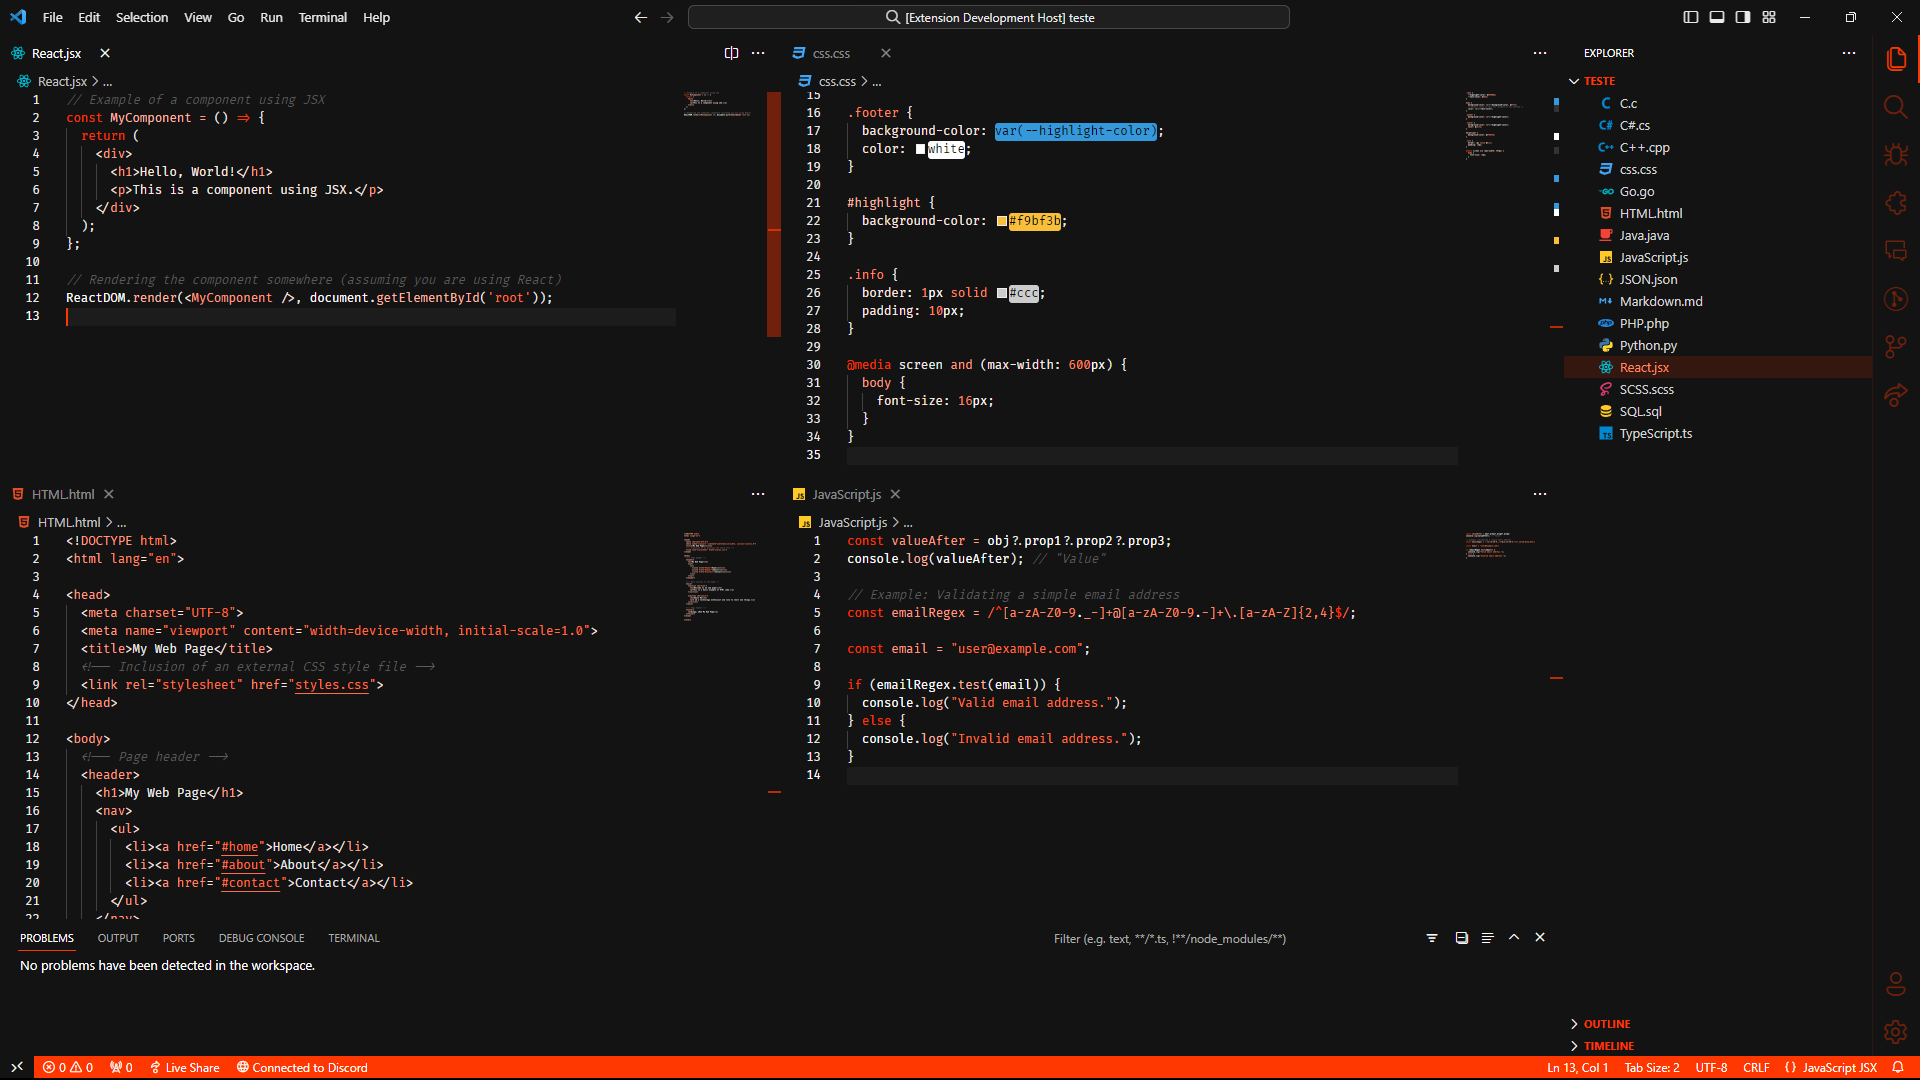 File Edit Selection View Go Run Terminal Help
[Extension Development Host] teste
React.jsx
React.jsx > ...
1 // Example of a component using JSX
2 const MyComponent = () => {
3 return (
4 <div>
5 <h1>Hello, World!</h1>
6 <p>This is a component using JSX.</p>
7 </div>
8 );
9 };
10
11 // Rendering the component somewhere (assuming you are using React)
12 ReactDOM.render(<MyComponent />, document.getElementById('root'));
13
css.css
css.css > ...
15
16 .footer {
17 background-color: var(--highlight-color);
18 color: white;
19 }
20
21 #highlight {
22 background-color: #f9bf3b;
23 }
24
25 .info {
26 border: 1px solid #ccc;
27 padding: 10px;
28 }
29
30 @media screen and (max-width: 600px) {
31 body {
32 font-size: 16px;
33 }
34 }
35
HTML.html
HTML.html > ...
1 <!DOCTYPE html>
2 <html lang="en">
3
4 <head>
5 <meta charset="UTF-8">
6 <meta name="viewport" content="width=device-width, initial-scale=1.0">
7 <title>My Web Page</title>
8 <!-- Inclusion of an external CSS style file -->
9 <link rel="stylesheet" href="styles.css">
10 </head>
11
12 <body>
13 <!-- Page header -->
14 <header>
15 <h1>My Web Page</h1>
16 <nav>
17 <ul>
18 <li><a href="#home">Home</a></li>
19 <li><a href="#about">About</a></li>
20 <li><a href="#contact">Contact</a></li>
21 </ul>
22 </nav>
JavaScript.js
JavaScript.js > ...
1 const valueAfter = obj?.prop1?.prop2?.prop3;
2 console.log(valueAfter); // "Value"
3
4 // Example: Validating a simple email address
5 const emailRegex = /^[a-zA-Z0-9._-]+@[a-zA-Z0-9.-]+\.[a-zA-Z]{2,4}$/;
6
7 const email = "user@example.com";
8
9 if (emailRegex.test(email)) {
10 console.log("Valid email address.");
11 } else {
12 console.log("Invalid email address.");
13 }
14
EXPLORER
TESTE
C.c
C#.cs
C++.cpp
css.css
Go.go
HTML.html
Java.java
JavaScript.js
JSON.json
Markdown.md
PHP.php
Python.py
React.jsx
SCSS.scss
SQL.sql
TypeScript.ts
OUTLINE
TIMELINE
PROBLEMS OUTPUT PORTS DEBUG CONSOLE TERMINAL
Filter (e.g. text, **/*.ts, !**/node_modules/**)
No problems have been detected in the workspace.
0 0 0 Live Share Connected to Discord
Ln 13, Col 1 Tab Size: 2 UTF-8 CRLF {} JavaScript JSX